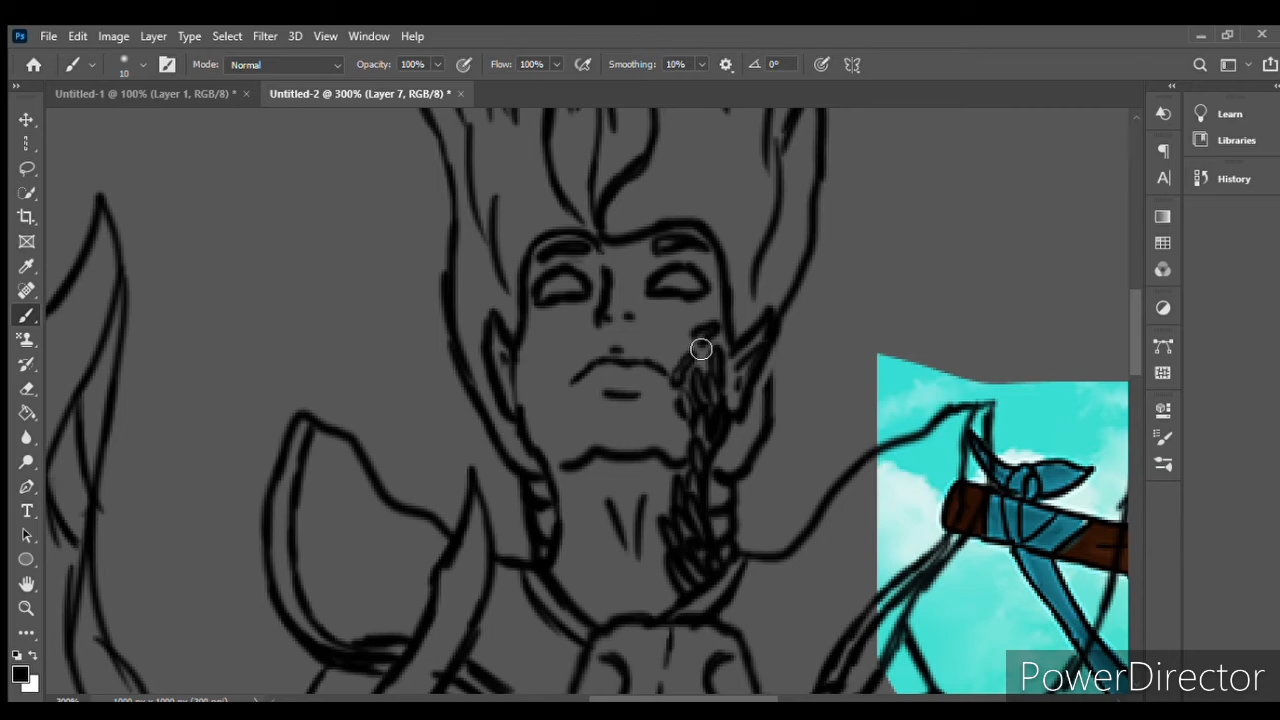 Ps File Edit Image Layer Type Select Filter 3D View Window Help
10 Mode: Normal Opacity: 100% Flow: 100% Smoothing: 10% 0°
Untitled-1 @ 100% (Layer 1, RGB/8) * × Untitled-2 @ 300% (Layer 7, RGB/8) * ×
Learn
Libraries
History
PowerDirector